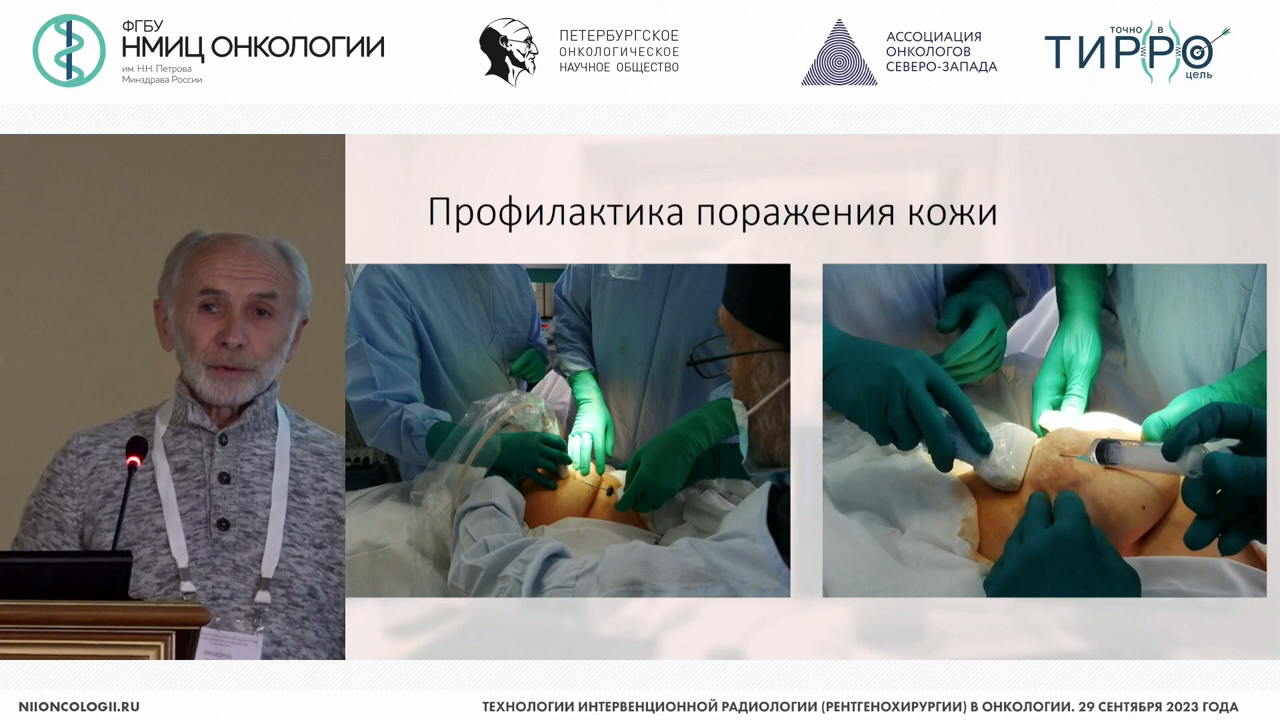 ФГБУ
НМИЦ ОНКОЛОГИИ
им. Н.Н. Петрова
Минздрава России
ПЕТЕРБУРГСКОЕ
ОНКОЛОГИЧЕСКОЕ
НАУЧНОЕ ОБЩЕСТВО
АССОЦИАЦИЯ
ОНКОЛОГОВ
СЕВЕРО-ЗАПАДА
ТОЧНО В
ТИРРО
цель
Профилактика поражения кожи
NIIONCOLOGII.RU
ТЕХНОЛОГИИ ИНТЕРВЕНЦИОННОЙ РАДИОЛОГИИ (РЕНТГЕНОХИРУРГИИ) В ОНКОЛОГИИ. 29 СЕНТЯБРЯ 2023 ГОДА